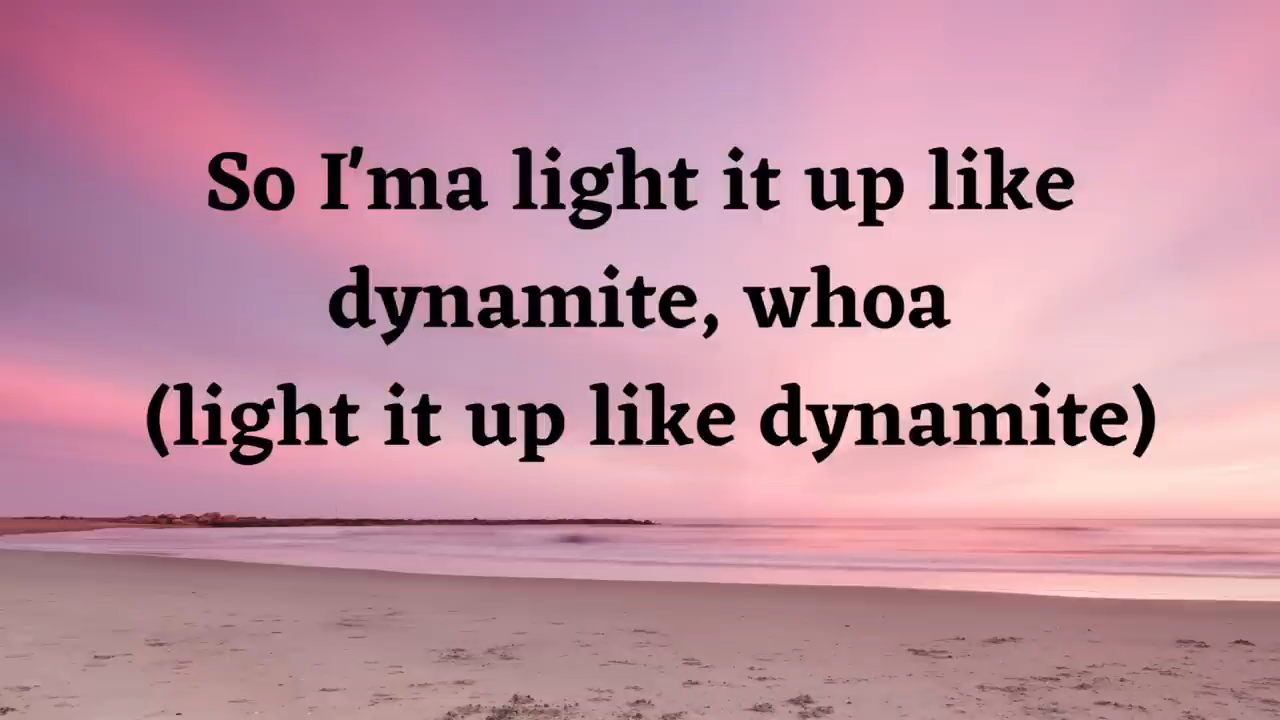 So I'ma light it up like
dynamite, whoa
(light it up like dynamite)